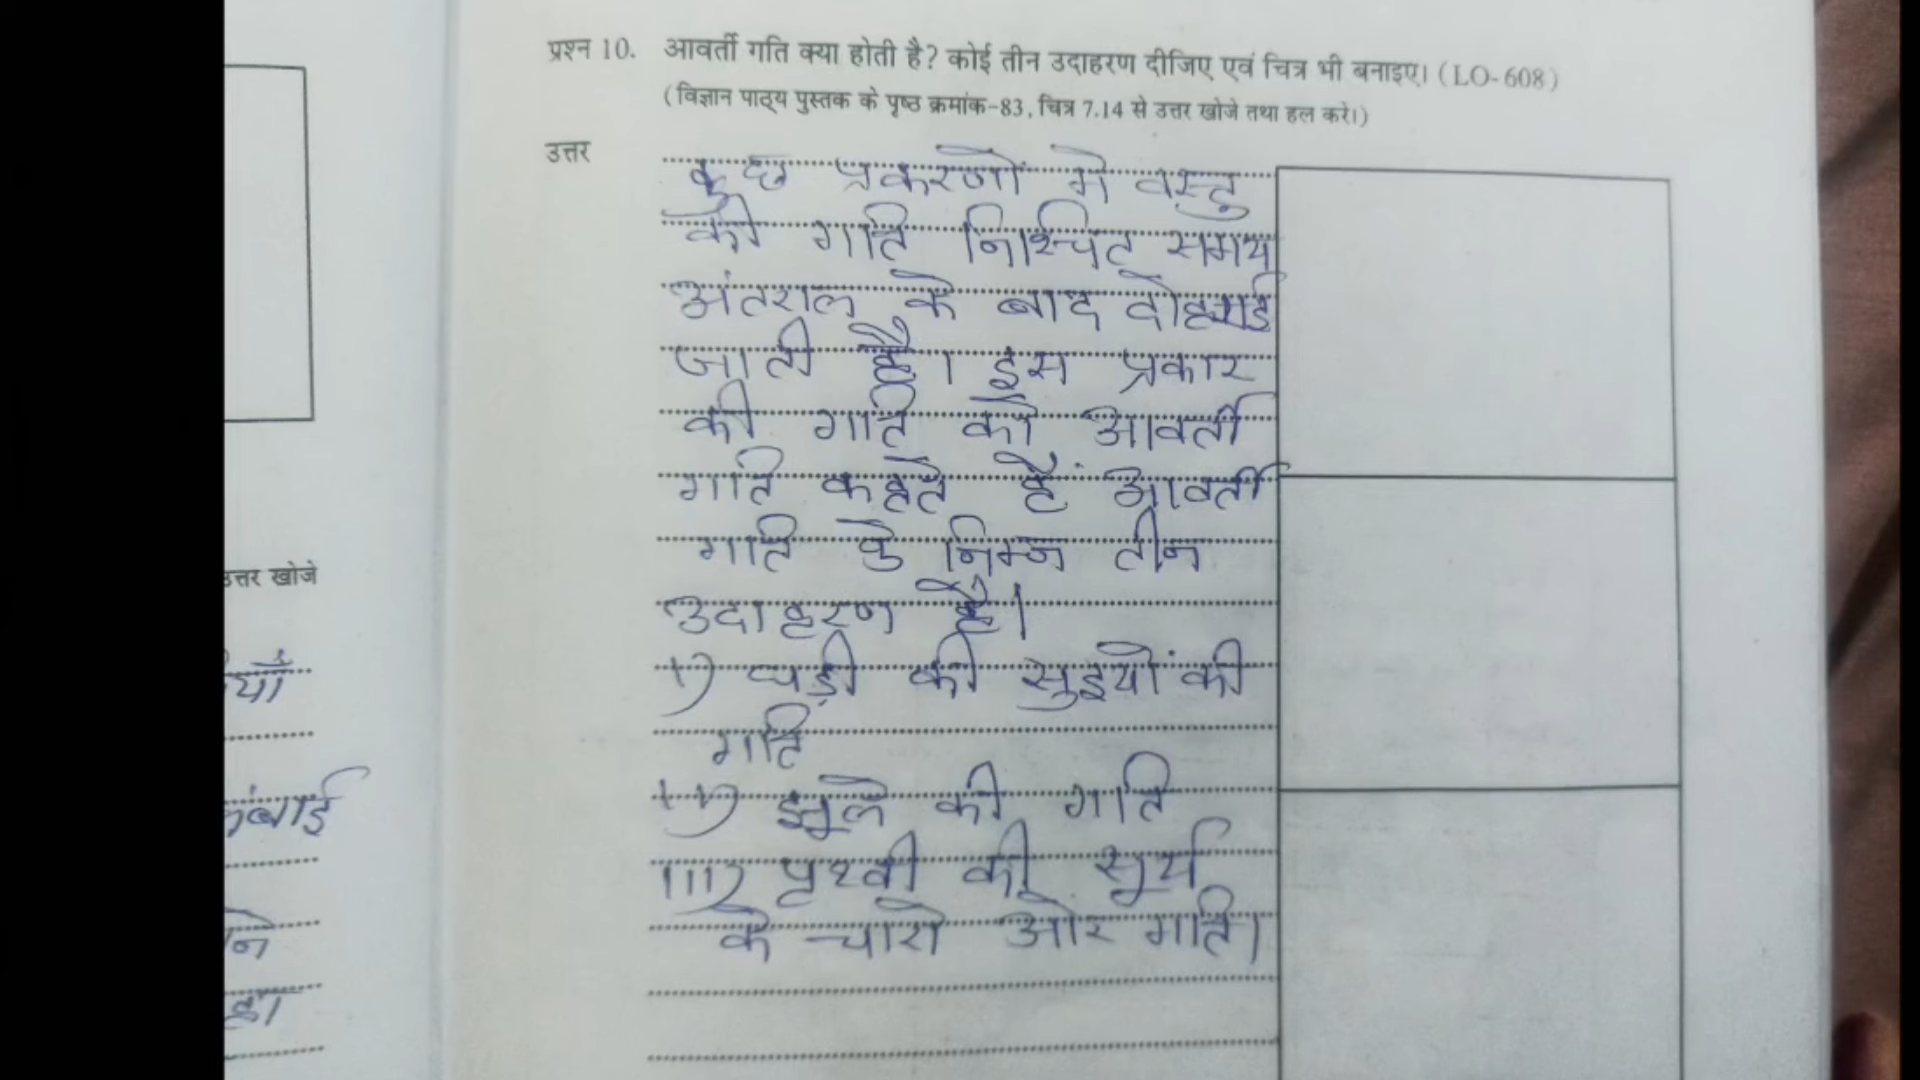 प्रश्न 10. आवर्ती गति क्या होती है? कोई तीन उदाहरण दीजिए एवं चित्र भी बनाइए। (LO-608)
(विज्ञान पाठ्य पुस्तक के पृष्ठ क्रमांक-83, चित्र 7.14 से उत्तर खोजे तथा हल करे।)
उत्तर
कुछ प्रकरणों मे वस्तु
की गति निश्चित समय
अंतराल के बाद दोहराई
जाती है। इस प्रकार
की गति को आवर्ती
गति कहते हैं आवर्ती
गति के निम्न तीन
उदाहरण है।
i) घड़ी की सुइयों की
गति
ii) झूले की गति
iii) पृथ्वी की सूर्य
के चारो ओर गति।
उत्तर खोजे